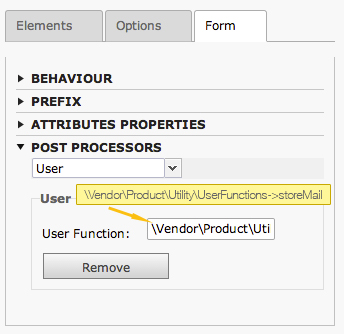 Elements Options Form
BEHAVIOUR
PREFIX
ATTRIBUTES PROPERTIES
POST PROCESSORS
User
User \Vendor\Product\Utility\UserFunctions->storeMail
User Function: \Vendor\Product\Uti
Remove